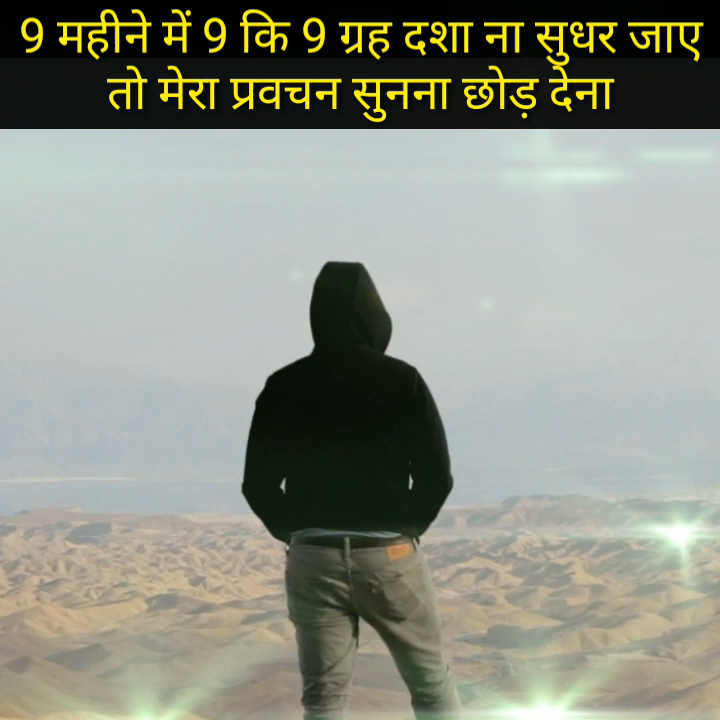 9 महीने में 9 कि 9 ग्रह दशा ना सुधर जाए
तो मेरा प्रवचन सुनना छोड़ देना